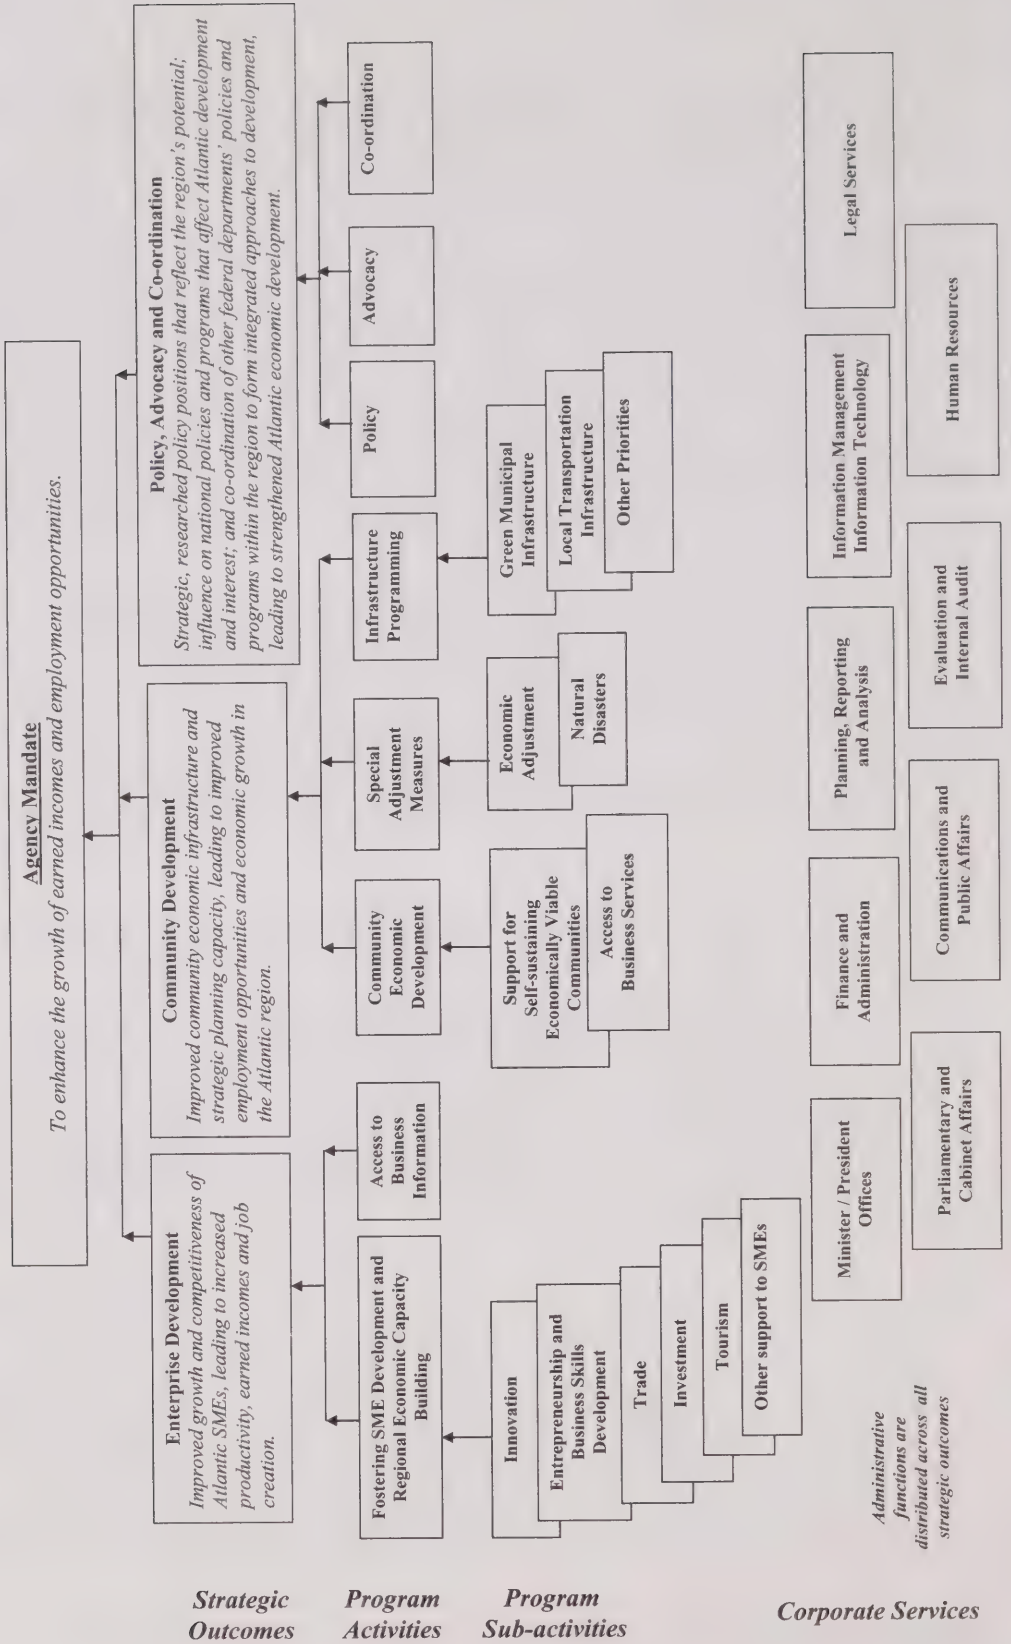 Agency Mandate
To enhance the growth of earned incomes and employment opportunities.
Strategic
Outcomes
Enterprise Development
Improved growth and competitiveness of
Atlantic SMEs, leading to increased
productivity, earned incomes and job
creation.
Community Development
Improved community economic infrastructure and
strategic planning capacity, leading to improved
employment opportunities and economic growth in
the Atlantic region.
Policy, Advocacy and Co-ordination
Strategic, researched policy positions that reflect the region's potential;
influence on national policies and programs that affect Atlantic development
and interest; and co-ordination of other federal departments' policies and
programs within the region to form integrated approaches to development,
leading to strengthened Atlantic economic development.
Program
Activities
Fostering SME Development and
Regional Economic Capacity
Building
Access to
Business
Information
Community
Economic
Development
Special
Adjustment
Measures
Infrastructure
Programming
Policy
Advocacy
Co-ordination
Program
Sub-activities
Innovation
Entrepreneurship and
Business Skills
Development
Trade
Investment
Tourism
Other support to SMEs
Support for
Self-sustaining
Economically Viable
Communities
Access to
Business Services
Economic
Adjustment
Natural
Disasters
Green Municipal
Infrastructure
Local Transportation
Infrastructure
Other Priorities
Corporate Services
Administrative
functions are
distributed across all
strategic outcomes
Minister / President
Offices
Finance and
Administration
Planning, Reporting
and Analysis
Information Management
Information Technology
Legal Services
Parliamentary and
Cabinet Affairs
Communications and
Public Affairs
Evaluation and
Internal Audit
Human Resources